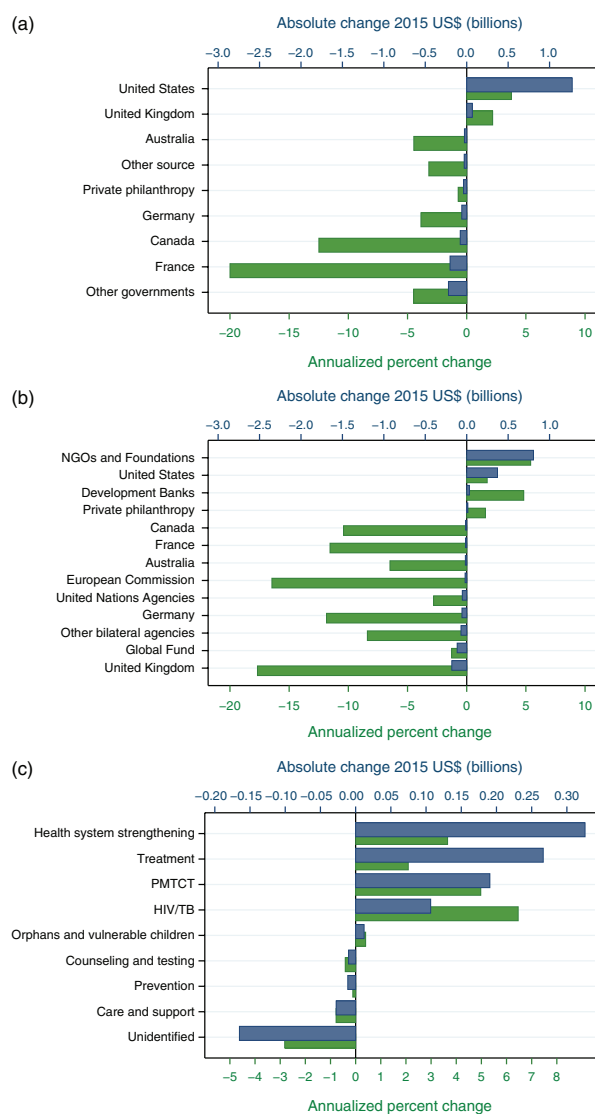 (a)
Absolute change 2015 US$ (billions)
−3.0 −2.5 −2.0 −1.5 −1.0 −0.5 0.0 0.5 1.0
United States
United Kingdom
Australia
Other source
Private philanthropy
Germany
Canada
France
Other governments
−20 −15 −10 −5 0 5 10
Annualized percent change
(b)
Absolute change 2015 US$ (billions)
−3.0 −2.5 −2.0 −1.5 −1.0 −0.5 0.0 0.5 1.0
NGOs and Foundations
United States
Development Banks
Private philanthropy
Canada
France
Australia
European Commission
United Nations Agencies
Germany
Other bilateral agencies
Global Fund
United Kingdom
−20 −15 −10 −5 0 5 10
Annualized percent change
(c)
Absolute change 2015 US$ (billions)
−0.20 −0.15 −0.10 −0.05 0.00 0.05 0.10 0.15 0.20 0.25 0.30
Health system strengthening
Treatment
PMTCT
HIV/TB
Orphans and vulnerable children
Counseling and testing
Prevention
Care and support
Unidentified
−5 −4 −3 −2 −1 0 1 2 3 4 5 6 7 8
Annualized percent change